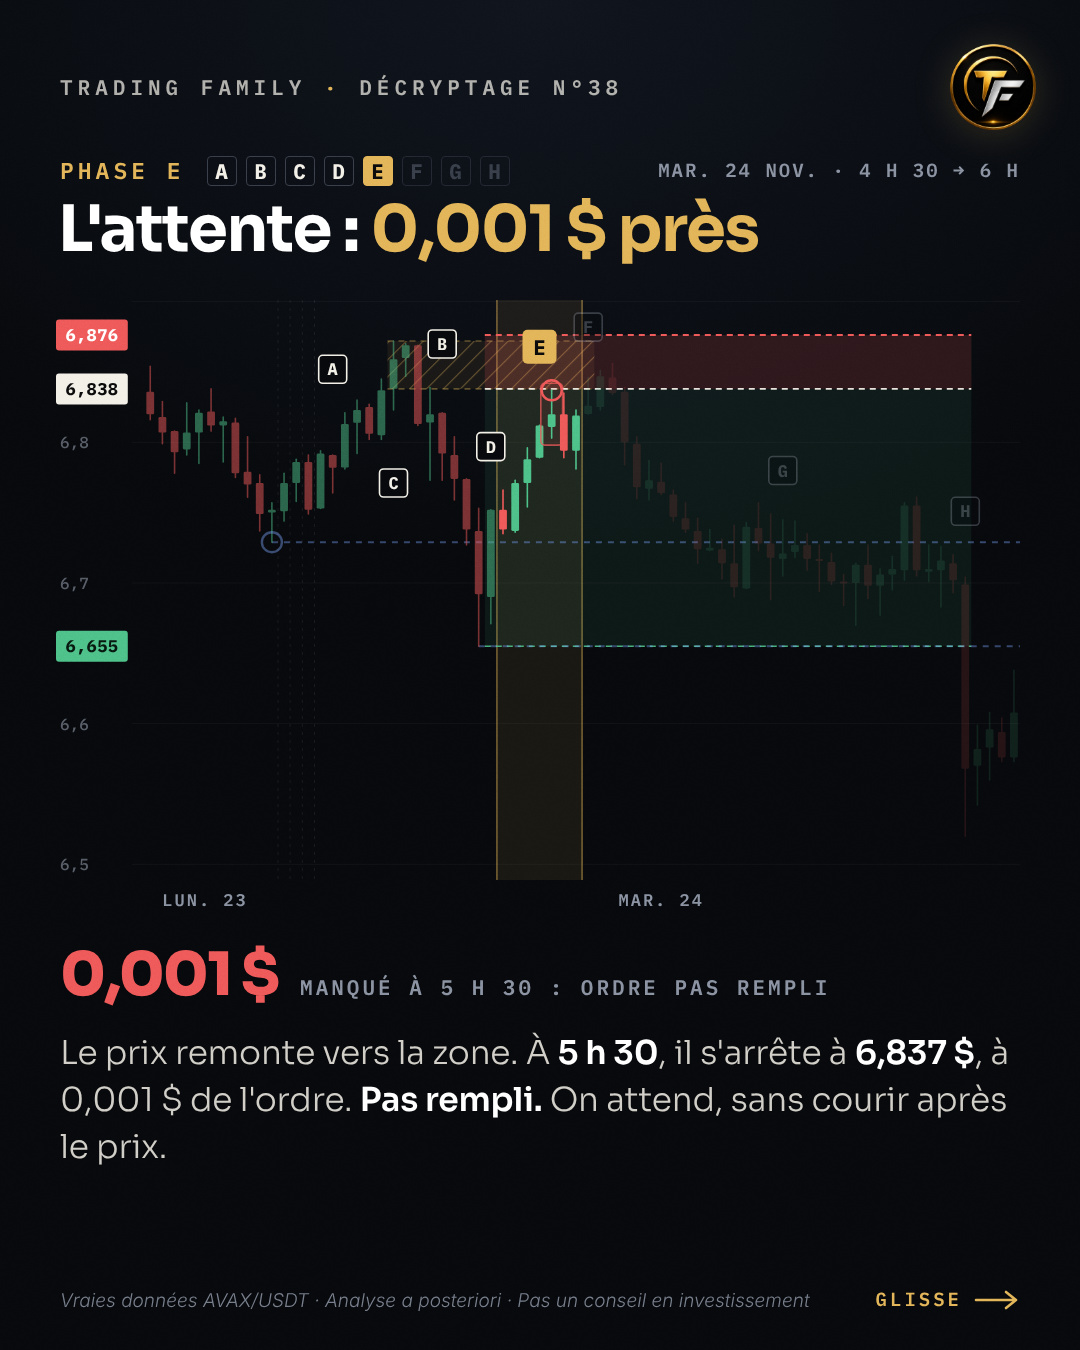 TRADING FAMILY · DÉCRYPTAGE N°38
TF
PHASE E A B C D E F G H
MAR. 24 NOV. · 4 H 30 → 6 H
L'attente : 0,001 $ près
6,876
6,838
6,8
6,7
6,655
6,6
6,5
A
B
C
D
E
F
G
H
LUN. 23
MAR. 24
0,001 $ MANQUÉ À 5 H 30 : ORDRE PAS REMPLI
Le prix remonte vers la zone. À 5 h 30, il s'arrête à 6,837 $, à
0,001 $ de l'ordre. Pas rempli. On attend, sans courir après
le prix.
Vraies données AVAX/USDT · Analyse a posteriori · Pas un conseil en investissement
GLISSE →